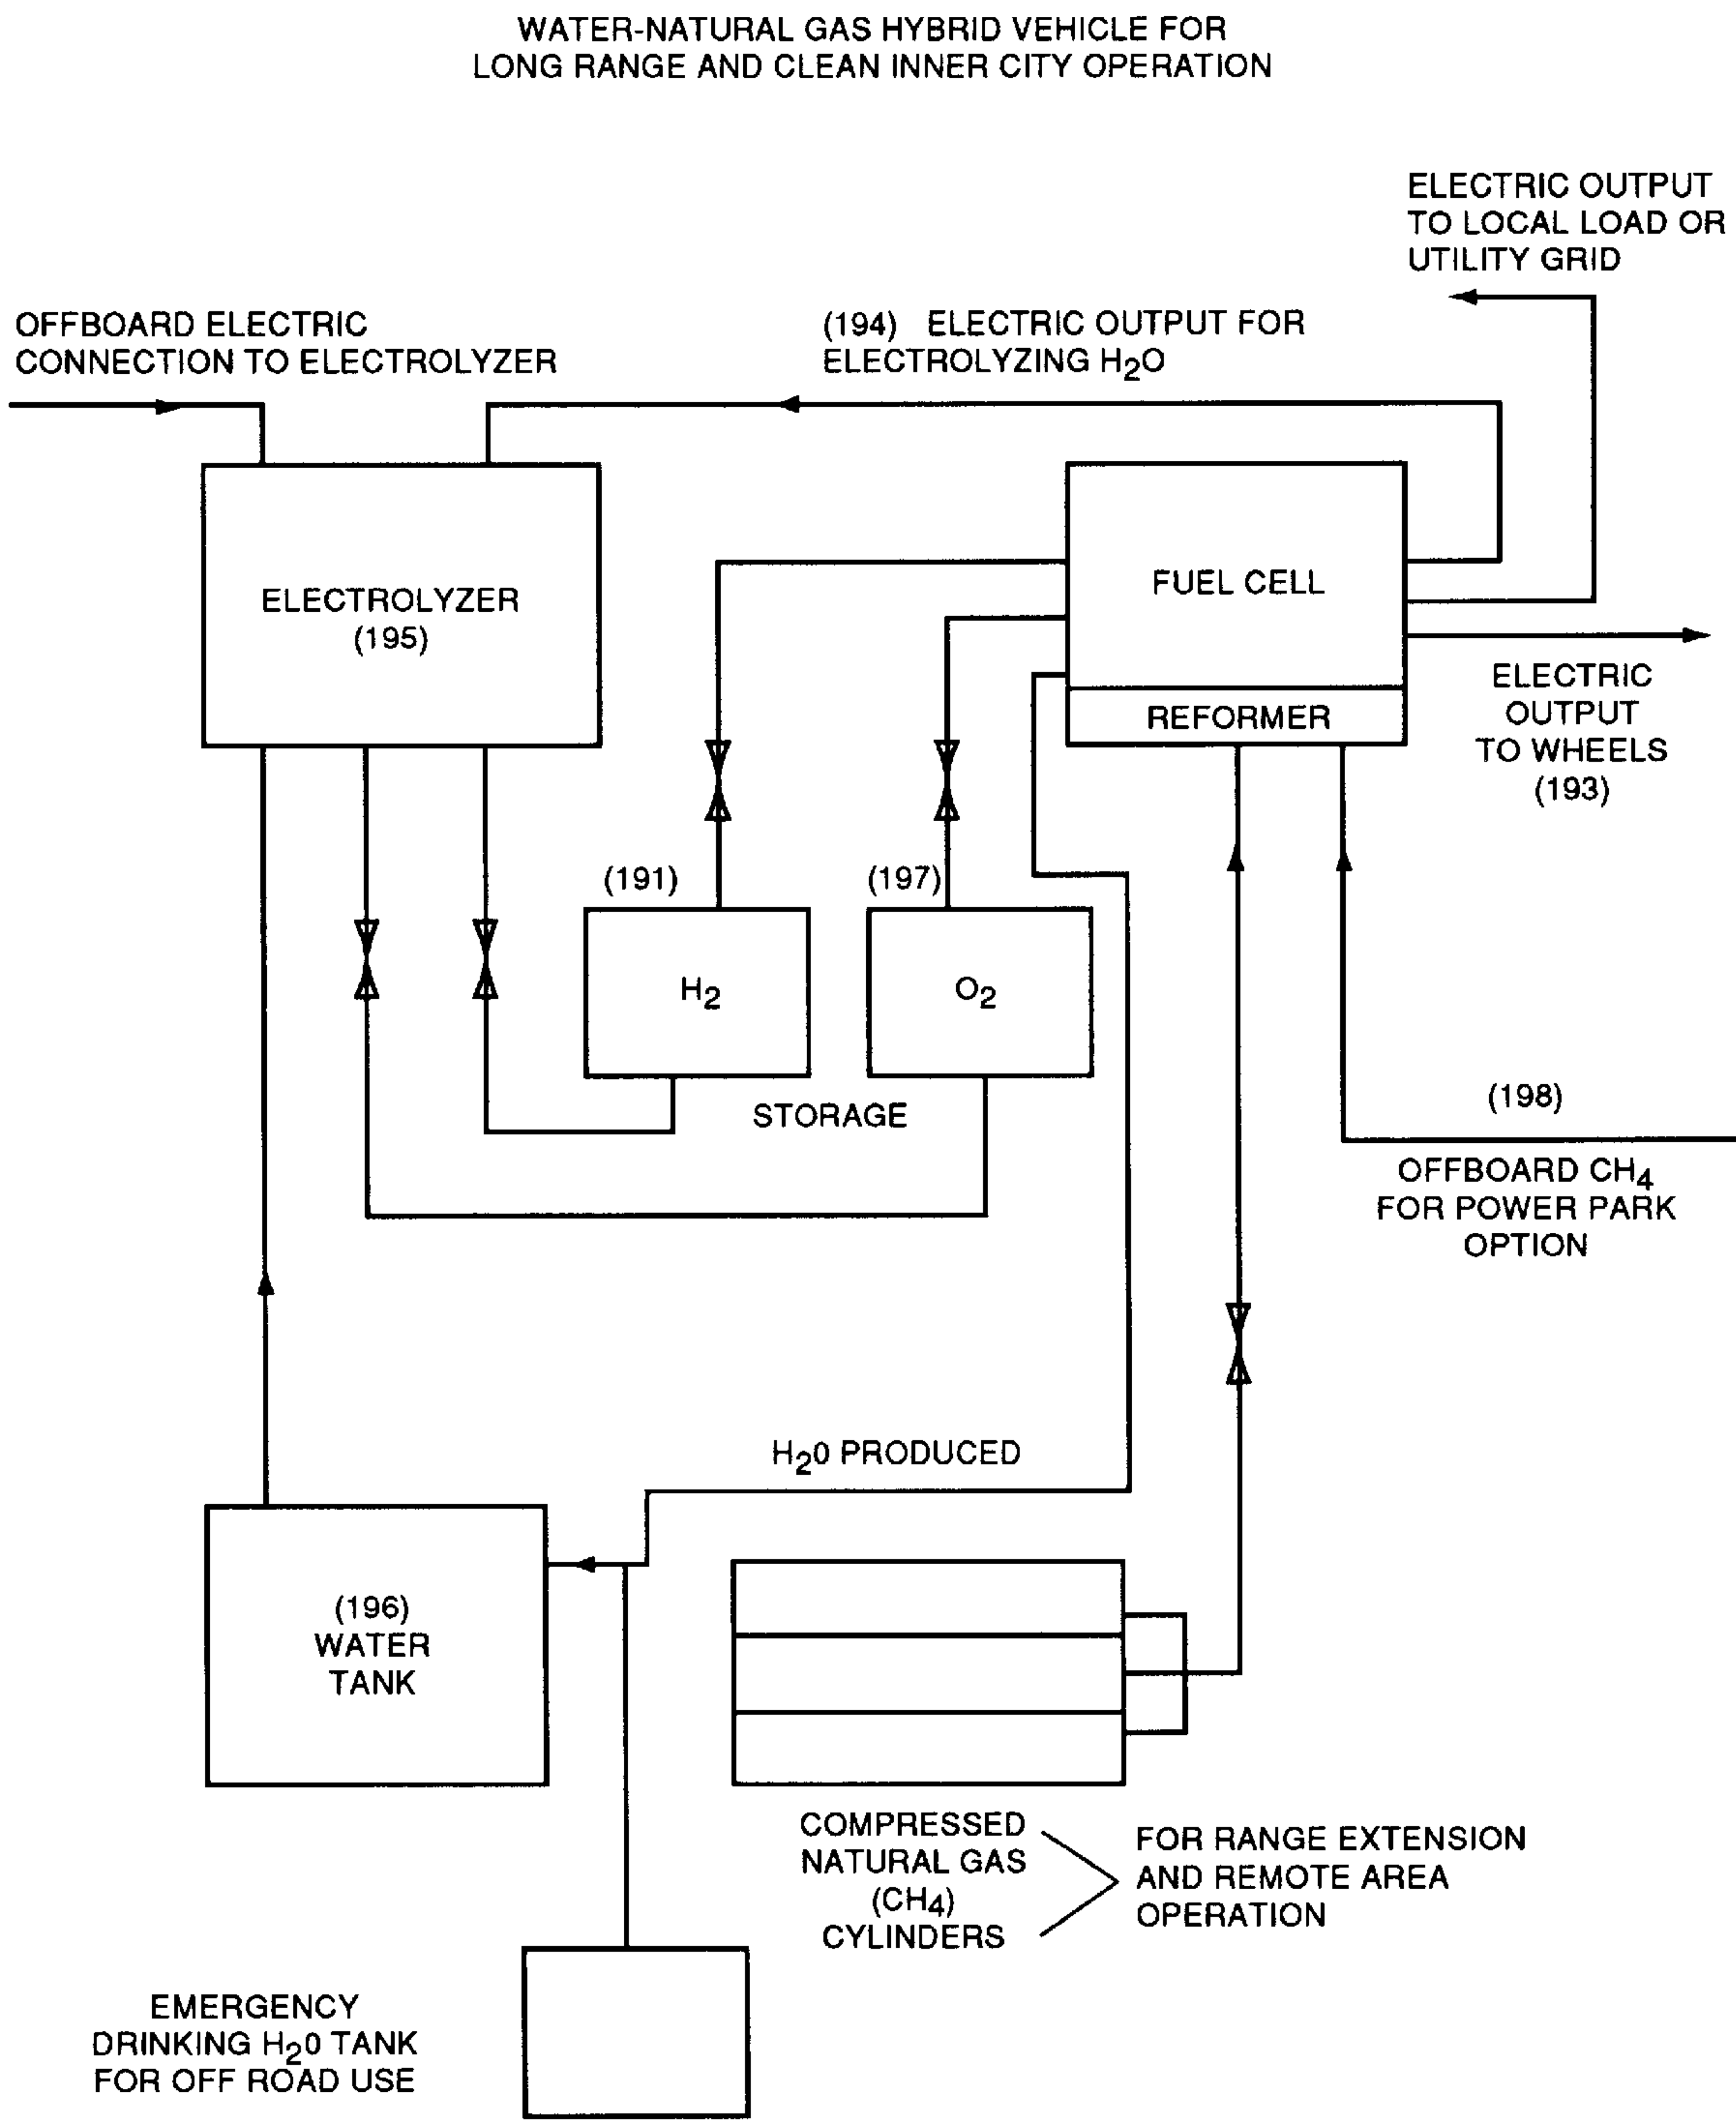 WATER-NATURAL GAS HYBRID VEHICLE FOR
LONG RANGE AND CLEAN INNER CITY OPERATION
ELECTRIC OUTPUT
TO LOCAL LOAD OR
UTILITY GRID
OFFBOARD ELECTRIC
CONNECTION TO ELECTROLYZER
(194) ELECTRIC OUTPUT FOR
ELECTROLYZING H₂O
ELECTROLYZER
(195)
FUEL CELL
REFORMER
ELECTRIC
OUTPUT
TO WHEELS
(193)
(191)
(197)
H₂
O₂
STORAGE
(198)
OFFBOARD CH₄
FOR POWER PARK
OPTION
H₂0 PRODUCED
(196)
WATER
TANK
COMPRESSED
NATURAL GAS
(CH₄)
CYLINDERS
FOR RANGE EXTENSION
AND REMOTE AREA
OPERATION
EMERGENCY
DRINKING H₂0 TANK
FOR OFF ROAD USE